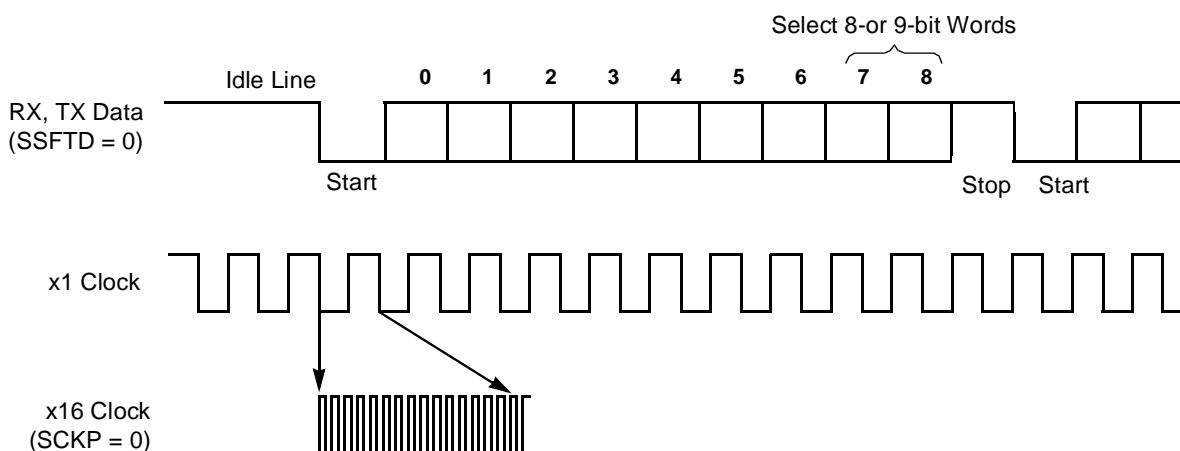 Select 8-or 9-bit Words
Idle Line
0 1 2 3 4 5 6 7 8
RX, TX Data
(SSFTD = 0)
Start
Stop
Start
x1 Clock
x16 Clock
(SCKP = 0)